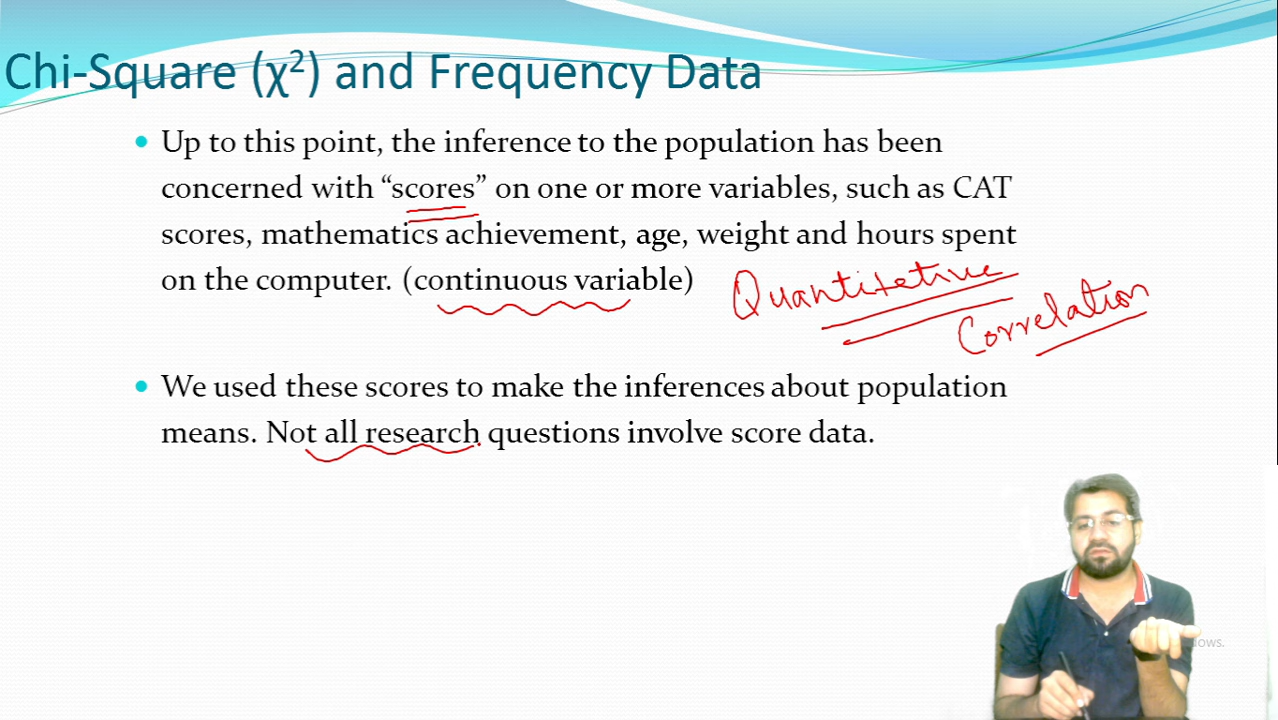 Chi-Square (χ²) and Frequency Data
• Up to this point, the inference to the population has been
concerned with “scores” on one or more variables, such as CAT
scores, mathematics achievement, age, weight and hours spent
on the computer. (continuous variable)
Quantitetive
Correlation
• We used these scores to make the inferences about population
means. Not all research questions involve score data.